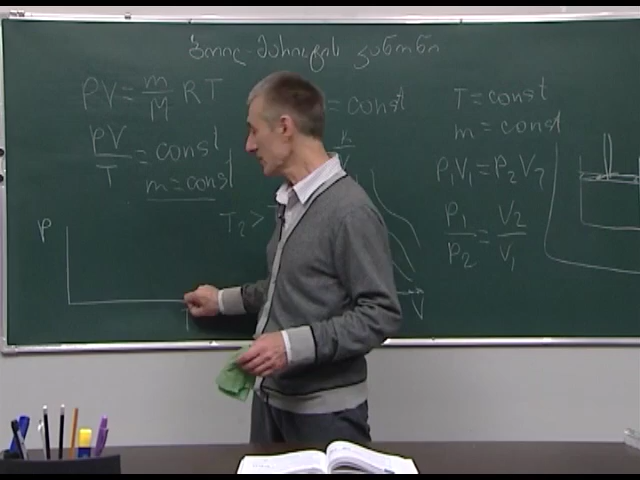 ბოილ-მარიოტის კანონი
PV = m/M RT
PV/T = const
m = const
= const
k/V
T₂ >
P
T
V
T = const
m = const
P₁V₁ = P₂V₂
P₁/P₂ = V₂/V₁